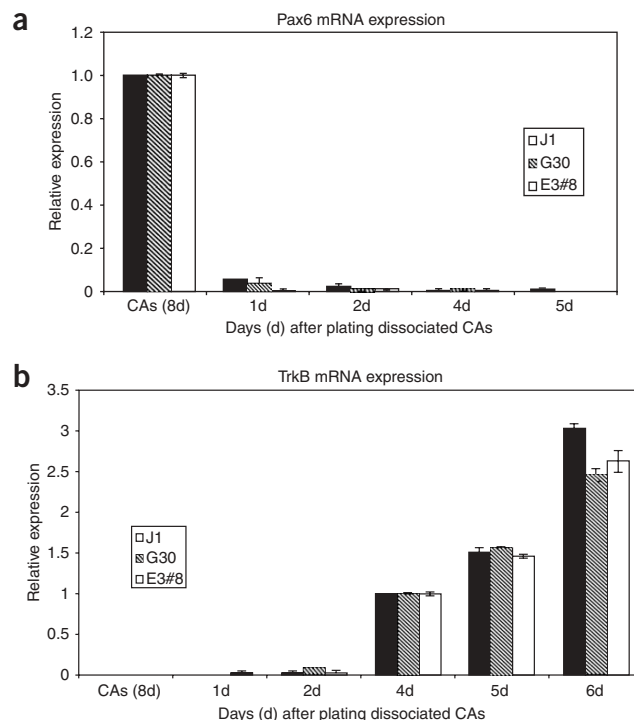 a
Pax6 mRNA expression
1.2
1.0
0.8
0.6
0.4
0.2
0
Relative expression
J1
G30
E3#8
CAs (8d) 1d 2d 4d 5d
Days (d) after plating dissociated CAs
b
TrkB mRNA expression
3.5
3
2.5
2
1.5
1
0.5
0
Relative expression
J1
G30
E3#8
CAs (8d) 1d 2d 4d 5d 6d
Days (d) after plating dissociated CAs